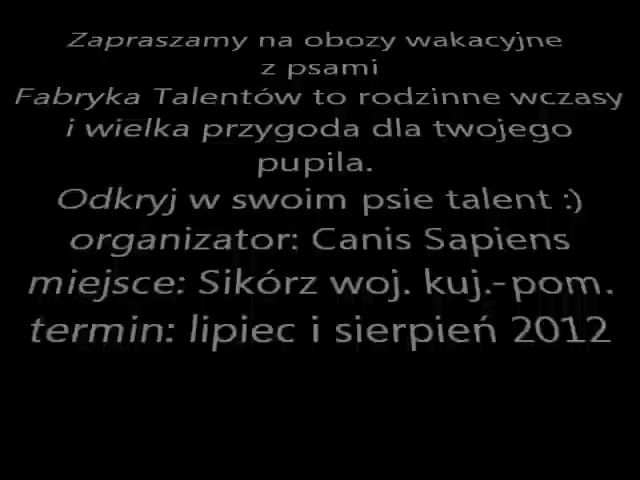 Zapraszamy na obozy wakacyjne
z psami
Fabryka Talentów to rodzinne wczasy
i wielka przygoda dla twojego
pupila.
Odkryj w swoim psie talent :)
organizator: Canis Sapiens
miejsce: Sikórz woj. kuj.-pom.
termin: lipiec i sierpień 2012